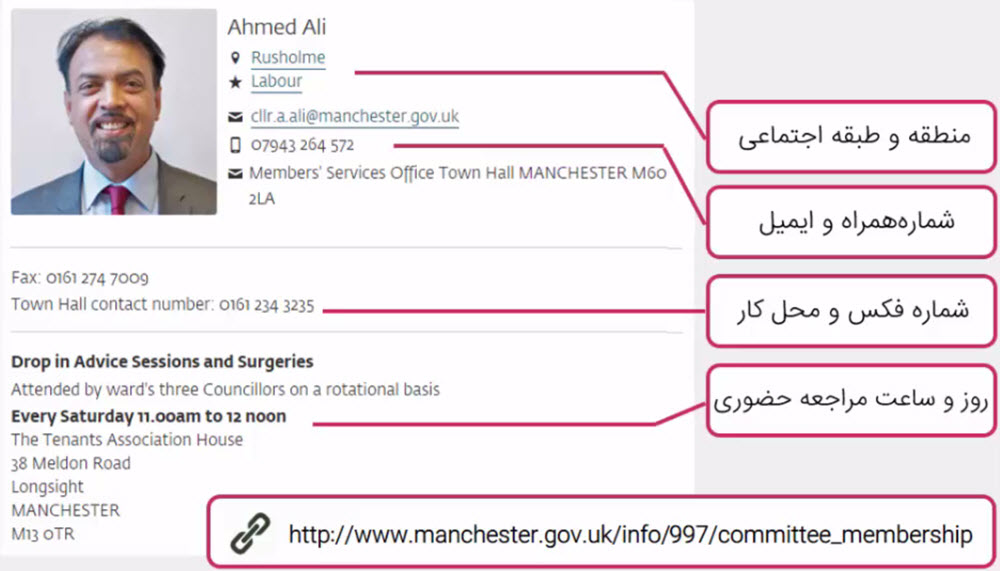 Ahmed Ali
Rusholme
Labour
cllr.a.ali@manchester.gov.uk
07943 264 572
Members' Services Office Town Hall MANCHESTER M60
2LA
Fax: 0161 274 7009
Town Hall contact number: 0161 234 3235
Drop in Advice Sessions and Surgeries
Attended by ward's three Councillors on a rotational basis
Every Saturday 11.00am to 12 noon
The Tenants Association House
38 Meldon Road
Longsight
MANCHESTER
M13 0TR
منطقه و طبقه اجتماعی
شماره‌همراه و ایمیل
شماره فکس و محل کار
روز و ساعت مراجعه حضوری
http://www.manchester.gov.uk/info/997/committee_membership